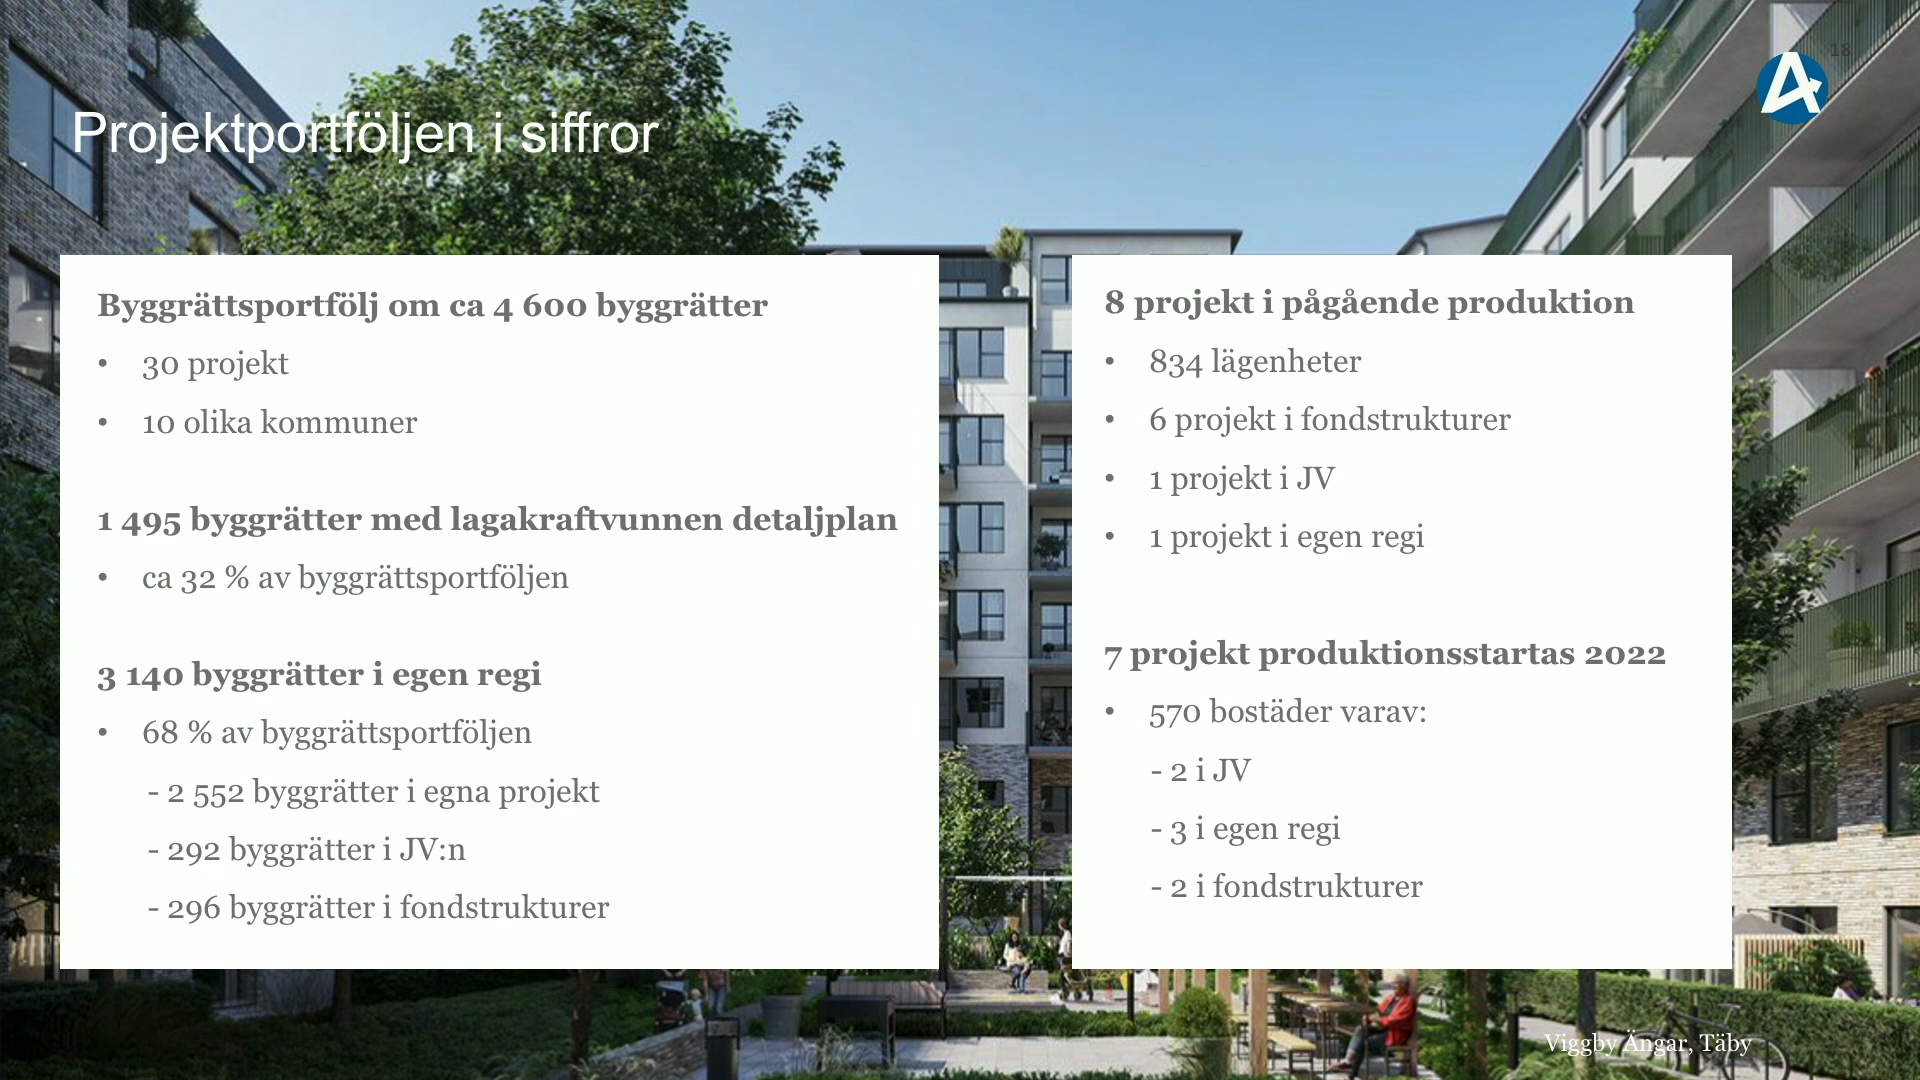 18
Projektportföljen i siffror
Byggrättsportfölj om ca 4 600 byggrätter
• 30 projekt
• 10 olika kommuner
1 495 byggrätter med lagakraftvunnen detaljplan
• ca 32 % av byggrättsportföljen
3 140 byggrätter i egen regi
• 68 % av byggrättsportföljen
- 2 552 byggrätter i egna projekt
- 292 byggrätter i JV:n
- 296 byggrätter i fondstrukturer
8 projekt i pågående produktion
• 834 lägenheter
• 6 projekt i fondstrukturer
• 1 projekt i JV
• 1 projekt i egen regi
7 projekt produktionsstartas 2022
• 570 bostäder varav:
- 2 i JV
- 3 i egen regi
- 2 i fondstrukturer
Viggby Ängar, Täby